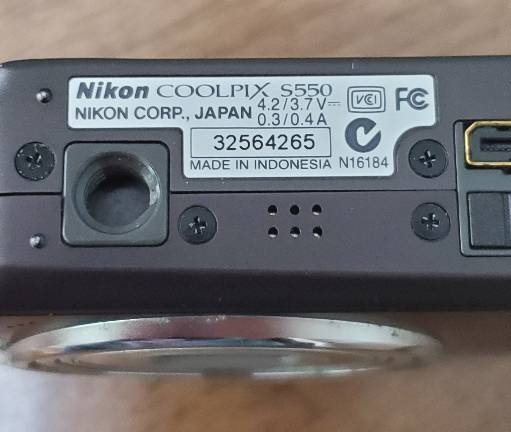 Nikon COOLPIX S550
NIKON CORP., JAPAN 4.2/3.7V⎓ 0.3/0.4A
VCI FC
32564265
MADE IN INDONESIA N16184